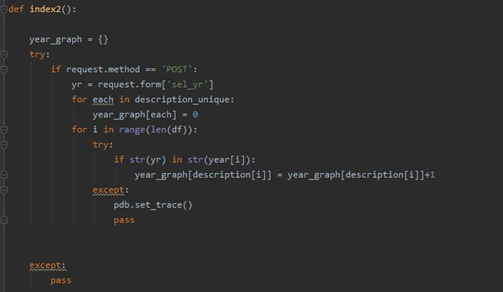 def index2():
    year_graph = {}
    try:
        if request.method == 'POST':
            yr = request.form['sel_yr']
            for each in description_unique:
                year_graph[each] = 0
            for i in range(len(df)):
                try:
                    if str(yr) in str(year[i]):
                        year_graph[description[i]] = year_graph[description[i]]+1
                except:
                    pdb.set_trace()
                    pass
    except:
        pass